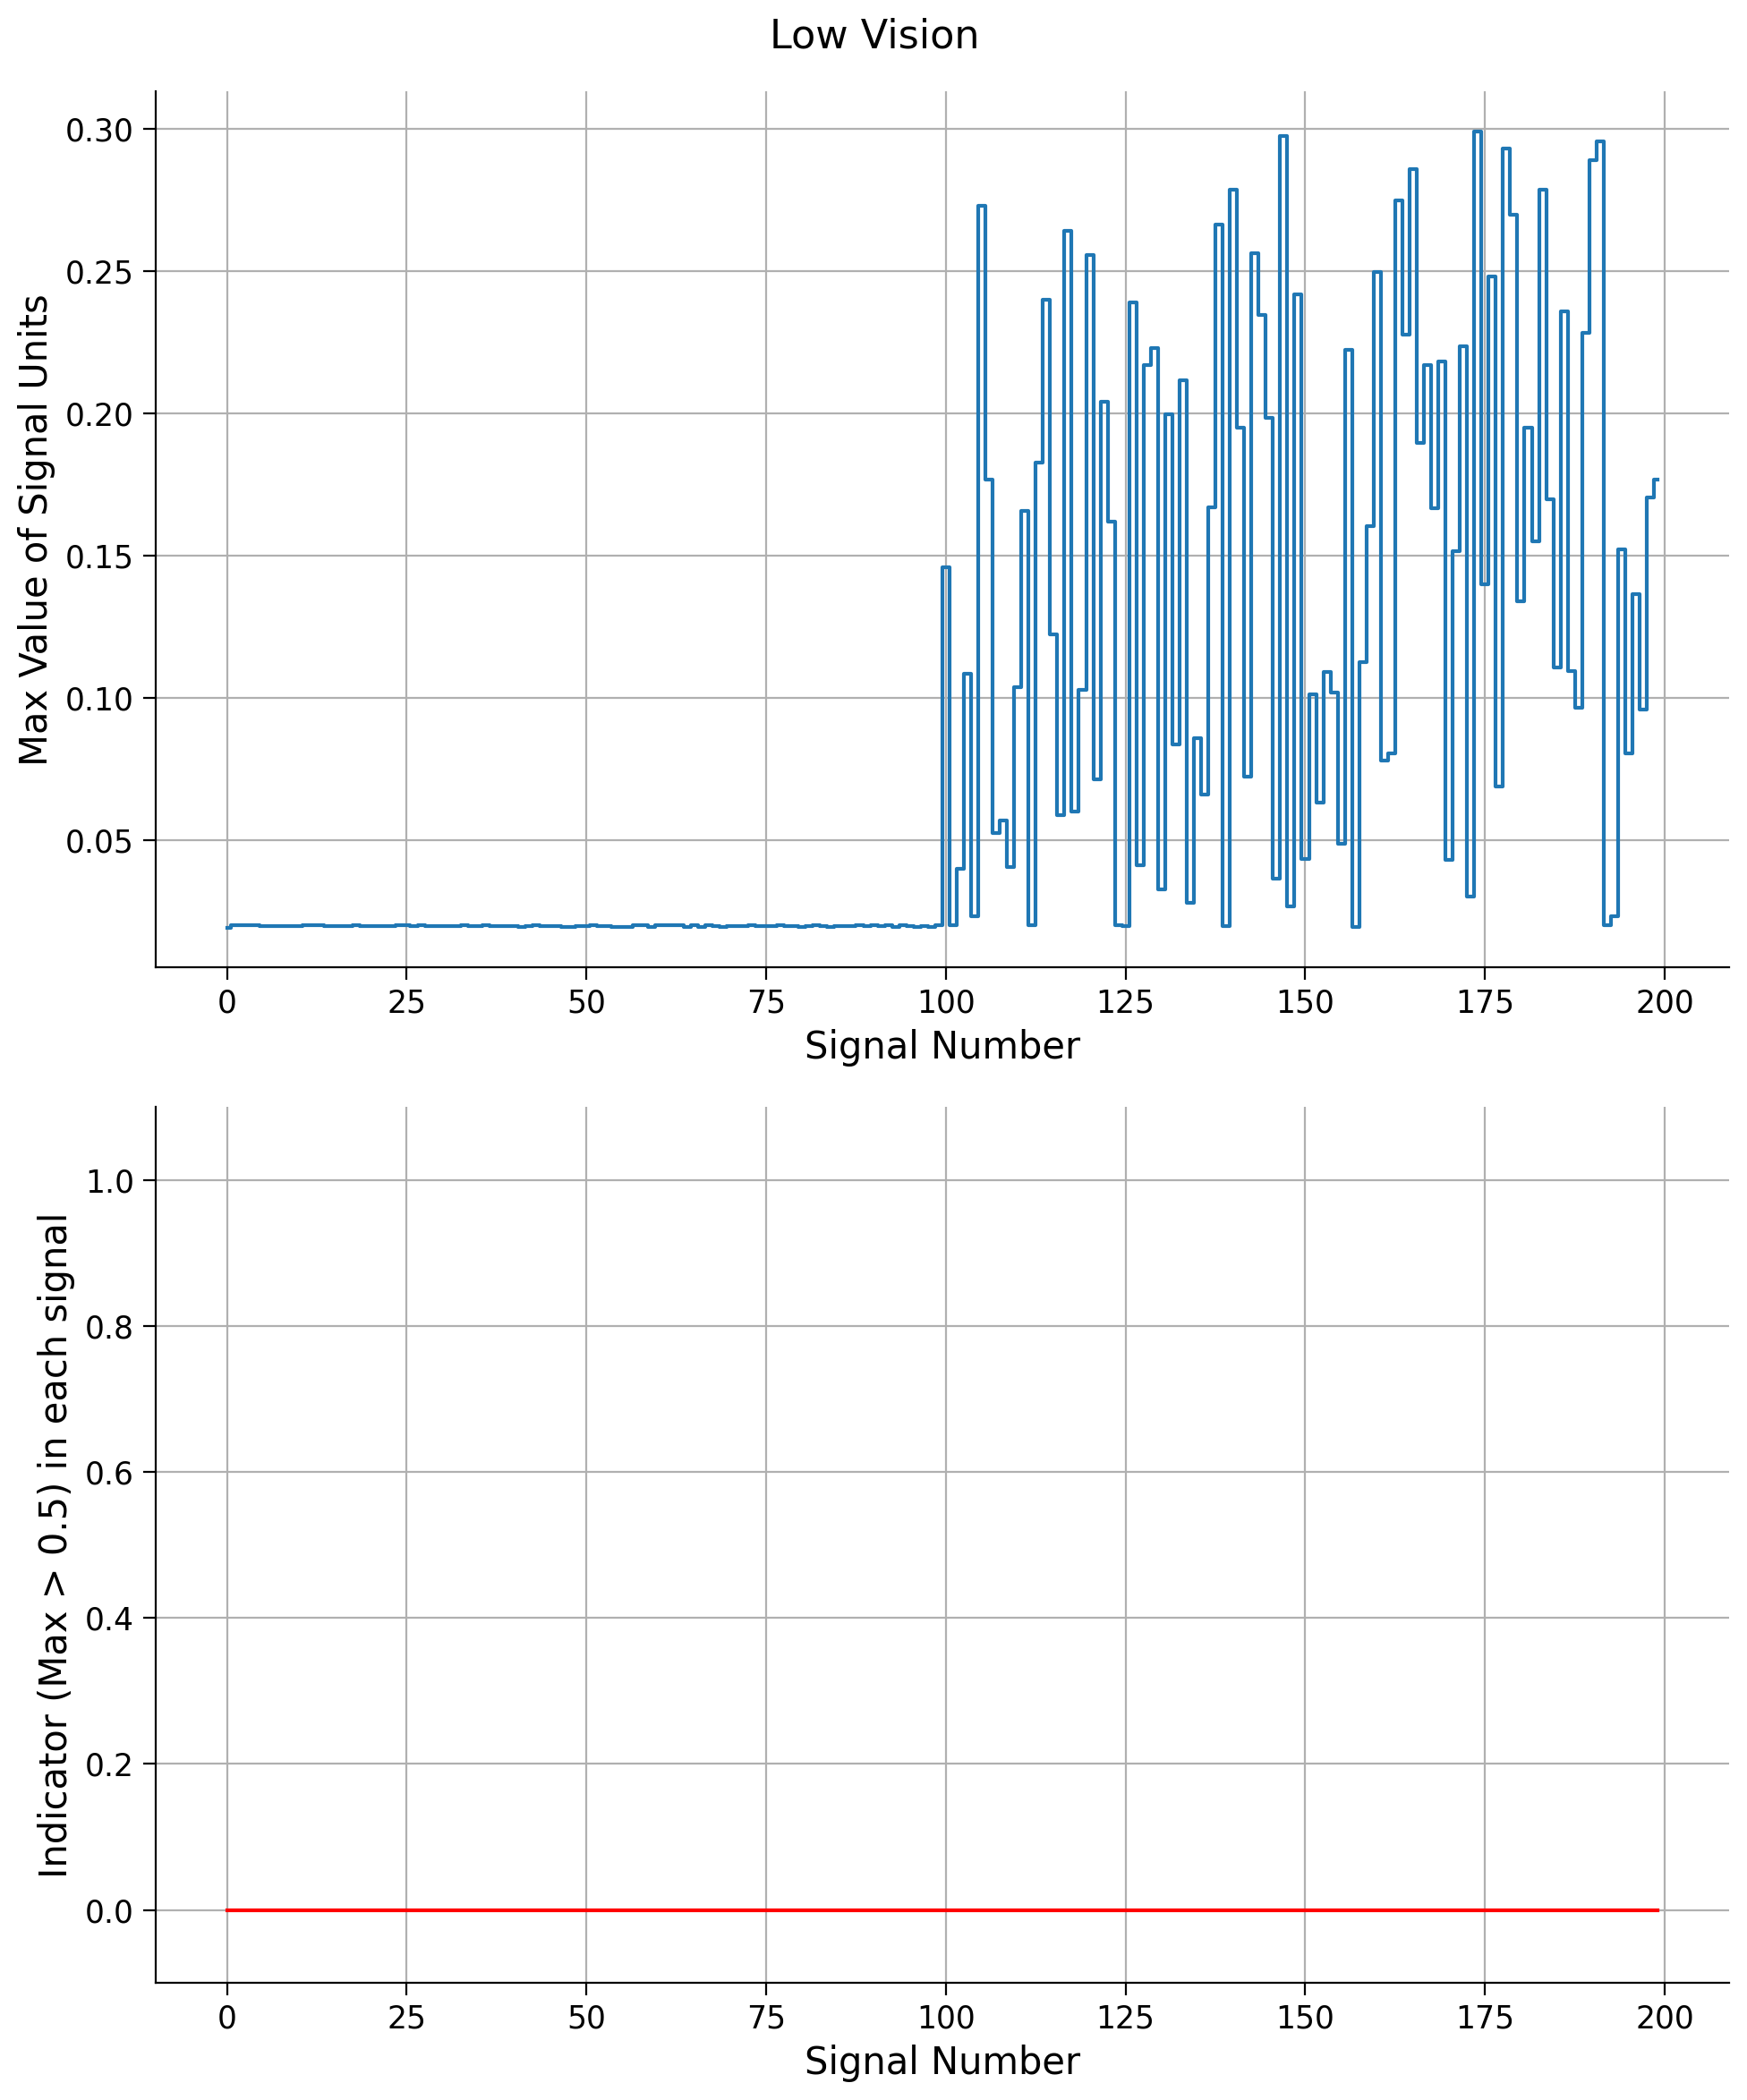 Low Vision
Max Value of Signal Units
0.30
0.25
0.20
0.15
0.10
0.05
0 25 50 75 100 125 150 175 200
Signal Number
Indicator (Max > 0.5) in each signal
1.0
0.8
0.6
0.4
0.2
0.0
0 25 50 75 100 125 150 175 200
Signal Number